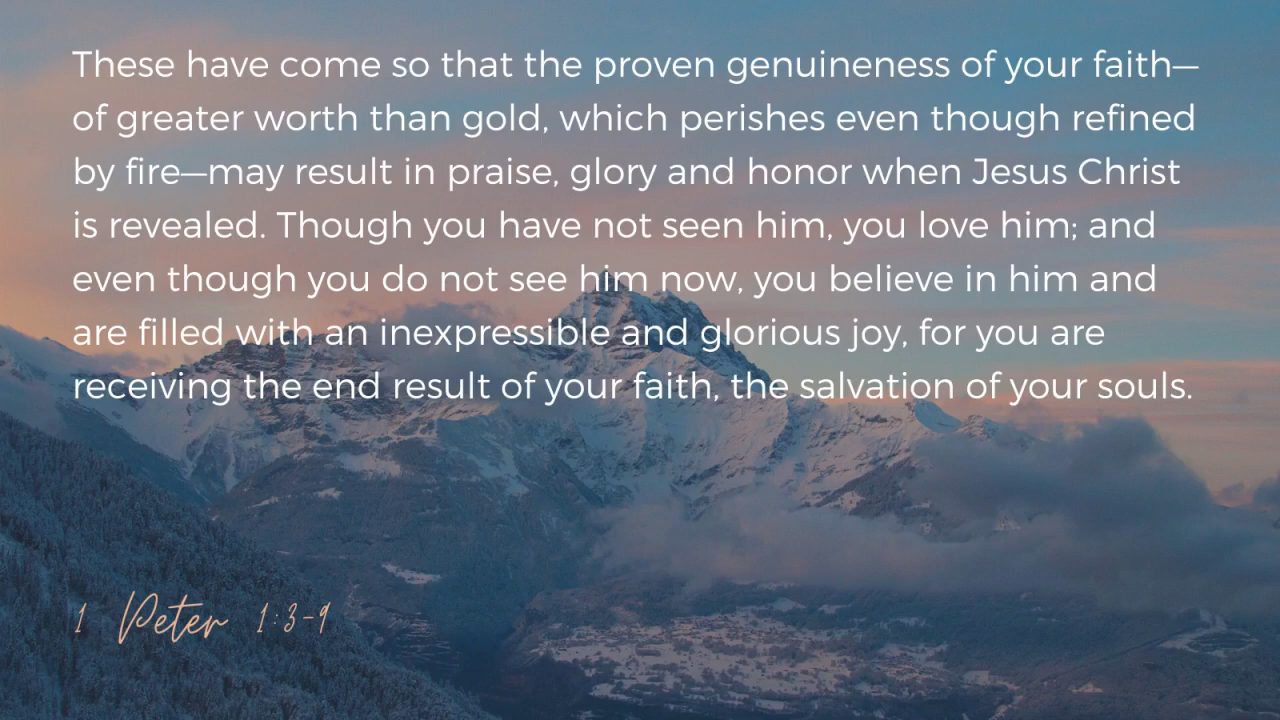 These have come so that the proven genuineness of your faith—
of greater worth than gold, which perishes even though refined
by fire—may result in praise, glory and honor when Jesus Christ
is revealed. Though you have not seen him, you love him; and
even though you do not see him now, you believe in him and
are filled with an inexpressible and glorious joy, for you are
receiving the end result of your faith, the salvation of your souls.
1 Peter 1:3-9